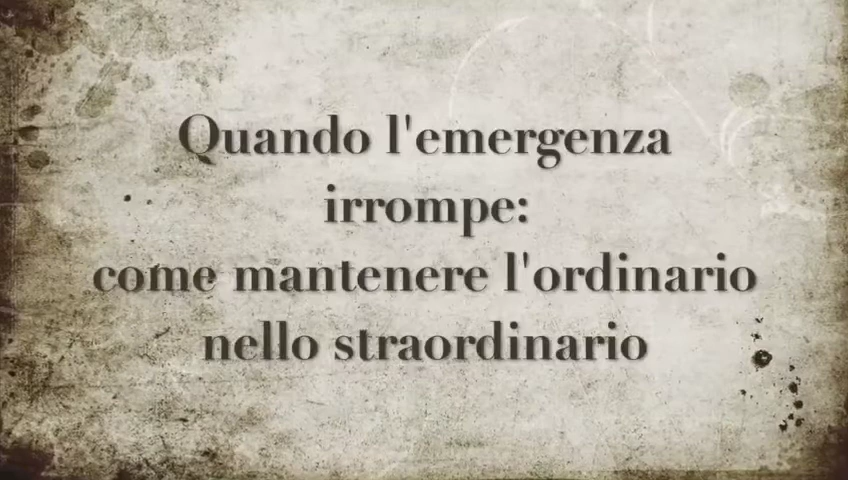 Quando l'emergenza
irrompe:
come mantenere l'ordinario
nello straordinario